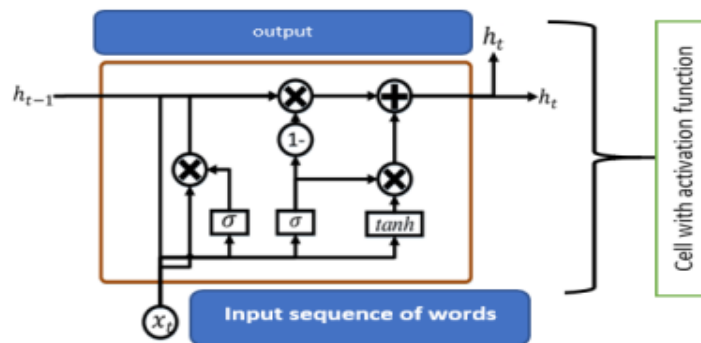 output
h_t
h_{t-1}
h_t
1-
σ
σ
tanh
x_t
Input sequence of words
Cell with activation function